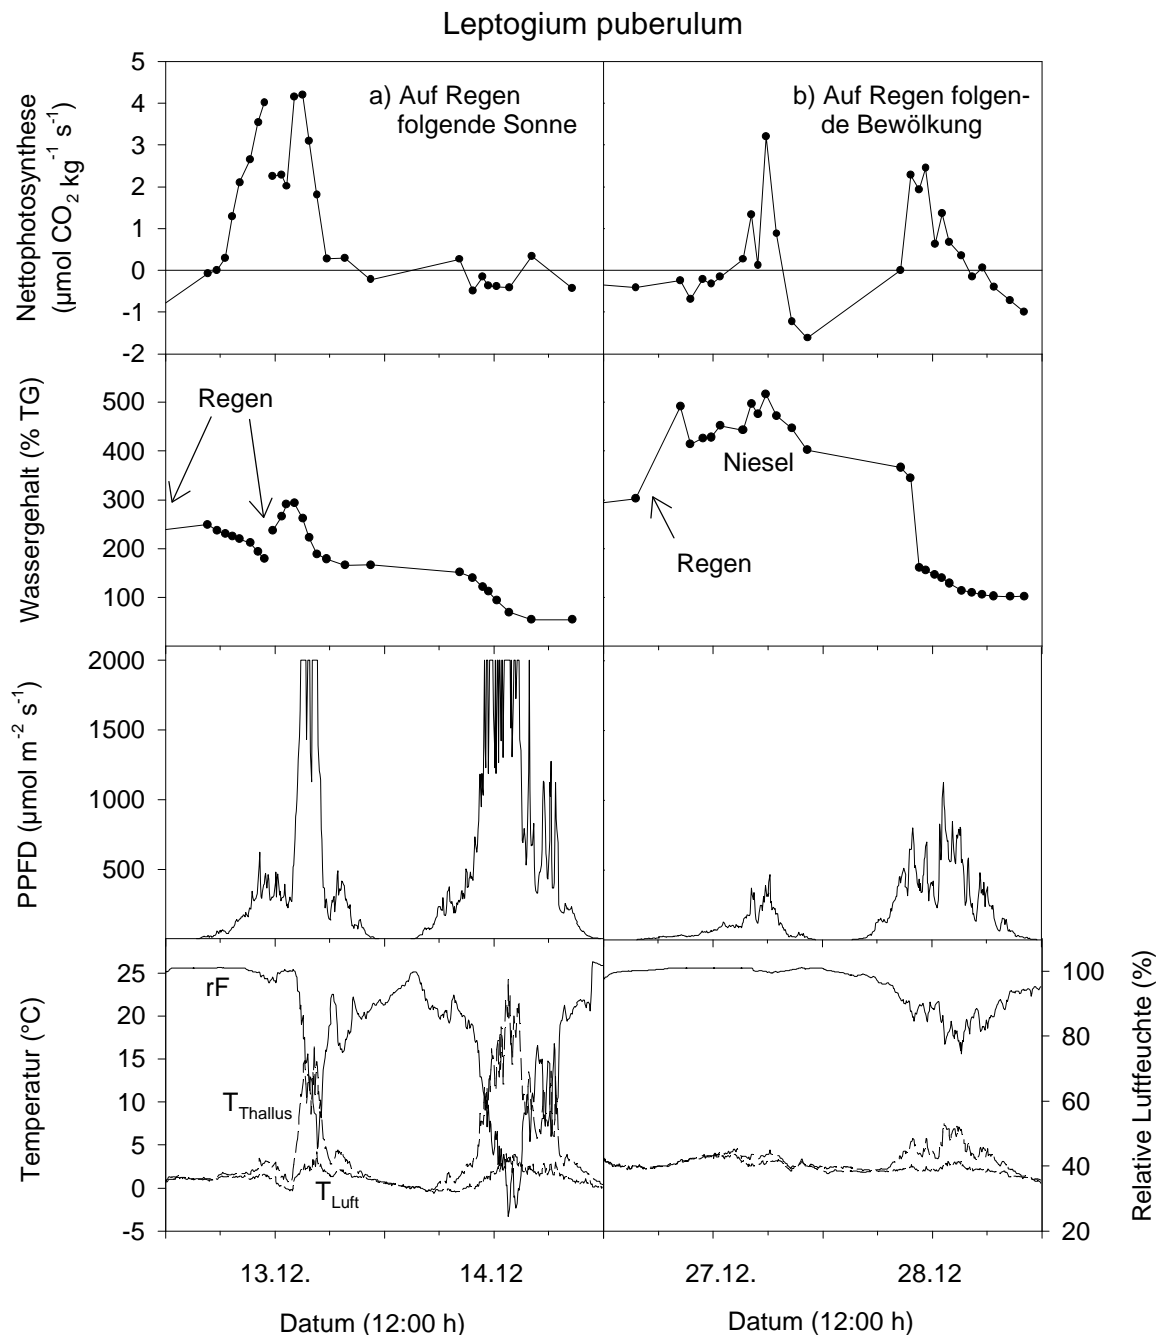 Leptogium puberulum
Nettophotosynthese
(µmol CO2 kg-1 s-1)
5
4
3
2
1
0
-1
-2
a) Auf Regen
folgende Sonne
b) Auf Regen folgen-
de Bewölkung
Wassergehalt (% TG)
500
400
300
200
100
Regen
Niesel
Regen
PPFD (µmol m-2 s-1)
2000
1500
1000
500
Temperatur (°C)
25
20
15
10
5
0
-5
rF
TThallus
TLuft
100
80
60
40
20
Relative Luftfeuchte (%)
13.12.
14.12
27.12.
28.12
Datum (12:00 h)
Datum (12:00 h)